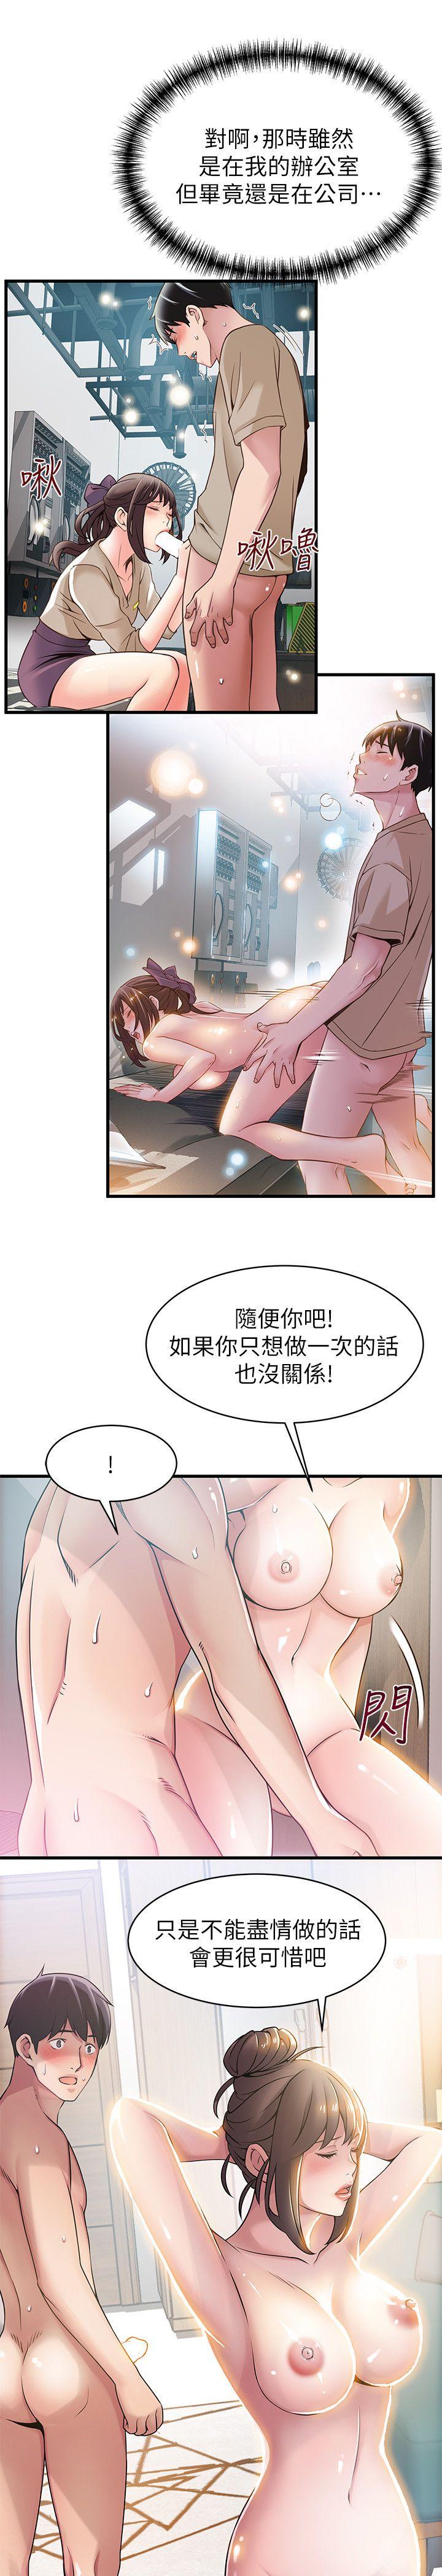 對啊，那時雖然
是在我的辦公室
但畢竟還是在公司…
啾
啾嚕
隨便你吧!
如果你只想做一次的話
也沒關係!
!
閃
只是不能盡情做的話
會更很可惜吧